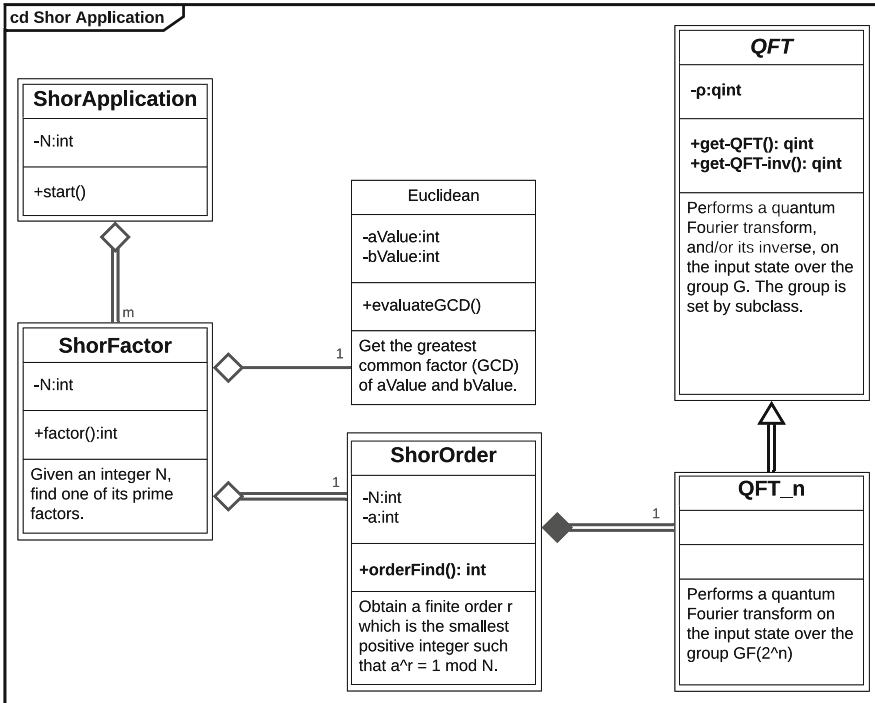 cd Shor Application
ShorApplication
-N:int
+start()
m
ShorFactor
-N:int
+factor():int
Given an integer N,
find one of its prime
factors.
1
Euclidean
-aValue:int
-bValue:int
+evaluateGCD()
Get the greatest
common factor (GCD)
of aValue and bValue.
1
ShorOrder
-N:int
-a:int
+orderFind(): int
Obtain a finite order r
which is the smallest
positive integer such
that a^r = 1 mod N.
QFT
-ρ:qint
+get-QFT(): qint
+get-QFT-inv(): qint
Performs a quantum
Fourier transform,
and/or its inverse, on
the input state over the
group G. The group is
set by subclass.
1
QFT_n
Performs a quantum
Fourier transform on
the input state over the
group GF(2^n)